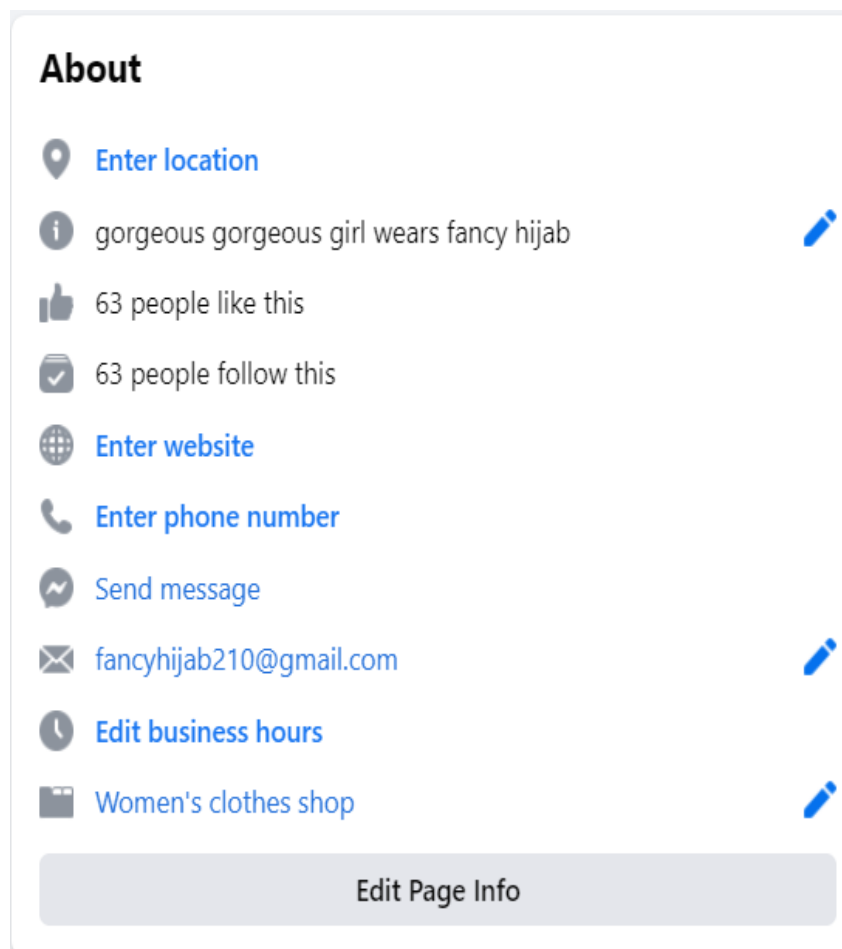 About
Enter location
gorgeous gorgeous girl wears fancy hijab
63 people like this
63 people follow this
Enter website
Enter phone number
Send message
fancyhijab210@gmail.com
Edit business hours
Women's clothes shop
Edit Page Info